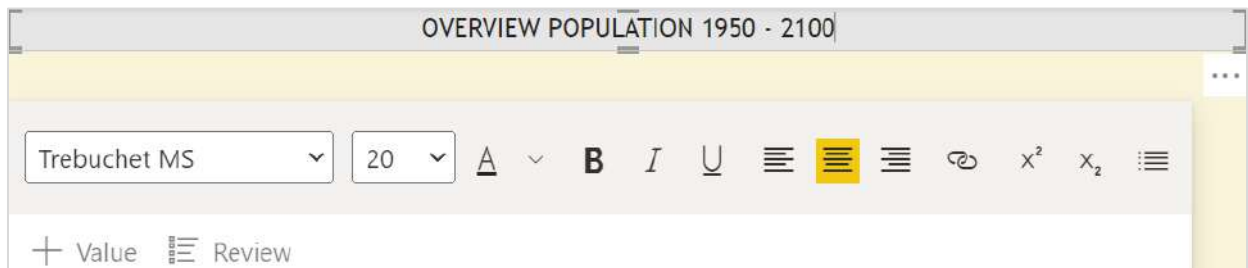 OVERVIEW POPULATION 1950 - 2100
Trebuchet MS 20 A B I U x² x₂
Value Review